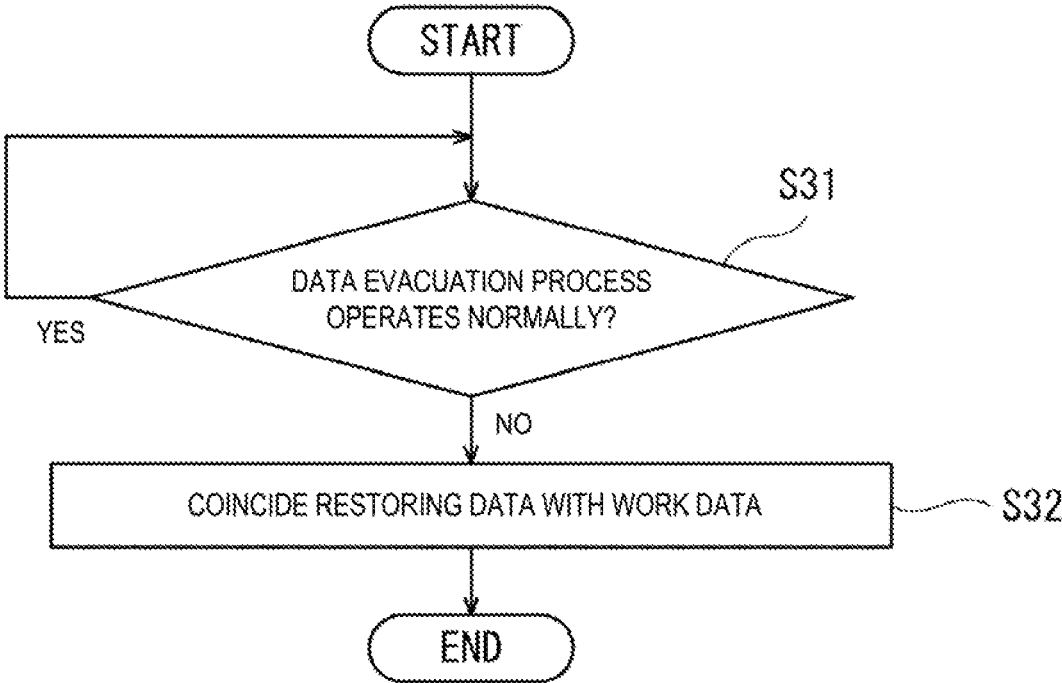 START
S31
DATA EVACUATION PROCESS
OPERATES NORMALLY?
YES
NO
COINCIDE RESTORING DATA WITH WORK DATA
S32
END